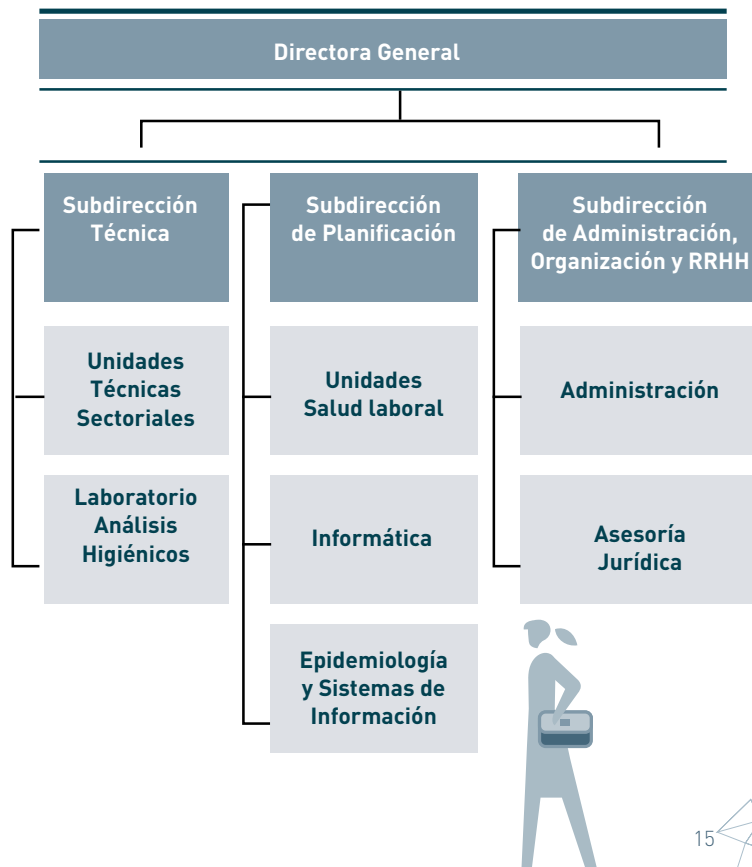 Directora General
Subdirección
Técnica
Unidades
Técnicas
Sectoriales
Laboratorio
Análisis
Higiénicos
Subdirección
de Planificación
Unidades
Salud laboral
Informática
Epidemiología
y Sistemas de
Información
Subdirección
de Administración,
Organización y RRHH
Administración
Asesoría
Jurídica
15